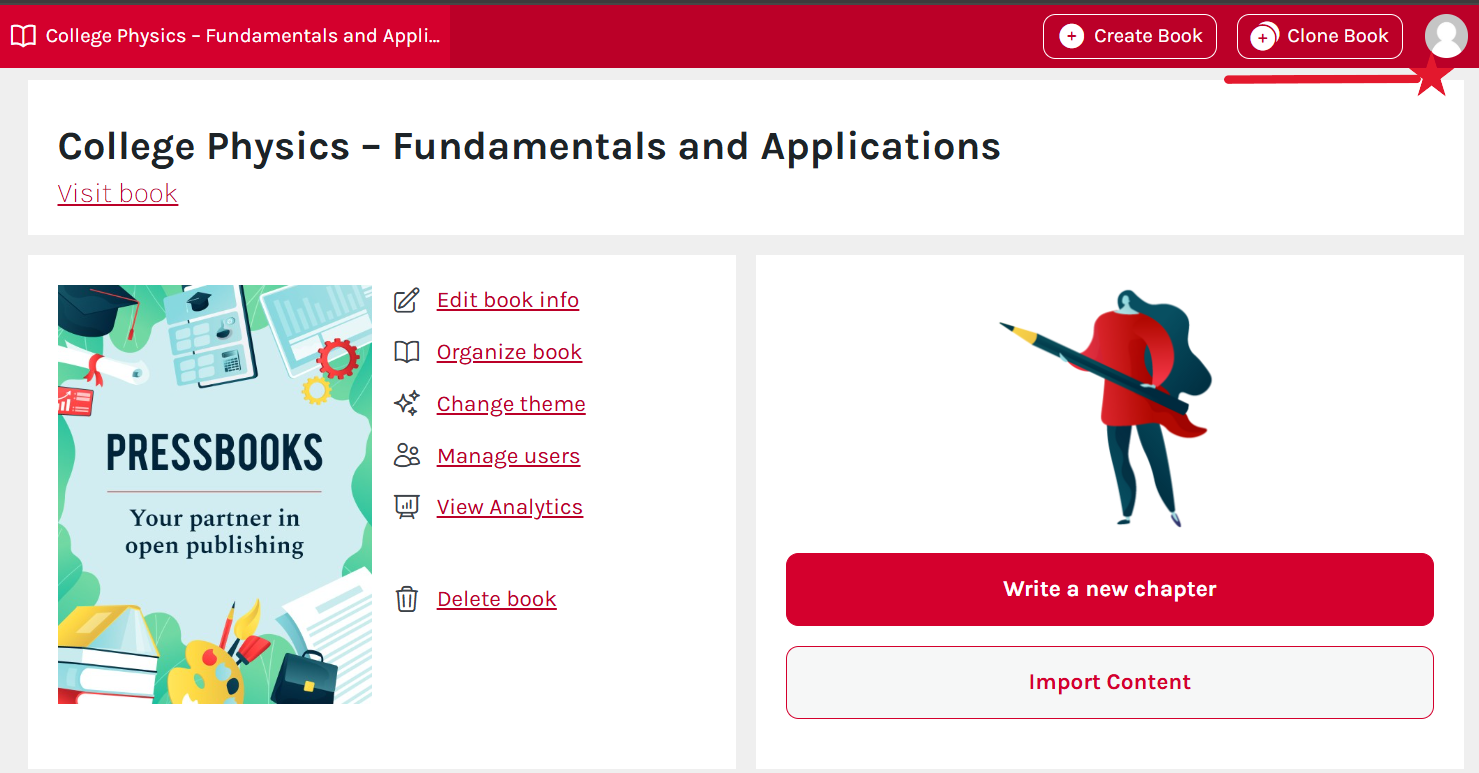 College Physics – Fundamentals and Appli...
Create Book
Clone Book
College Physics – Fundamentals and Applications
Visit book
PRESSBOOKS
Your partner in
open publishing
Edit book info
Organize book
Change theme
Manage users
View Analytics
Delete book
Write a new chapter
Import Content